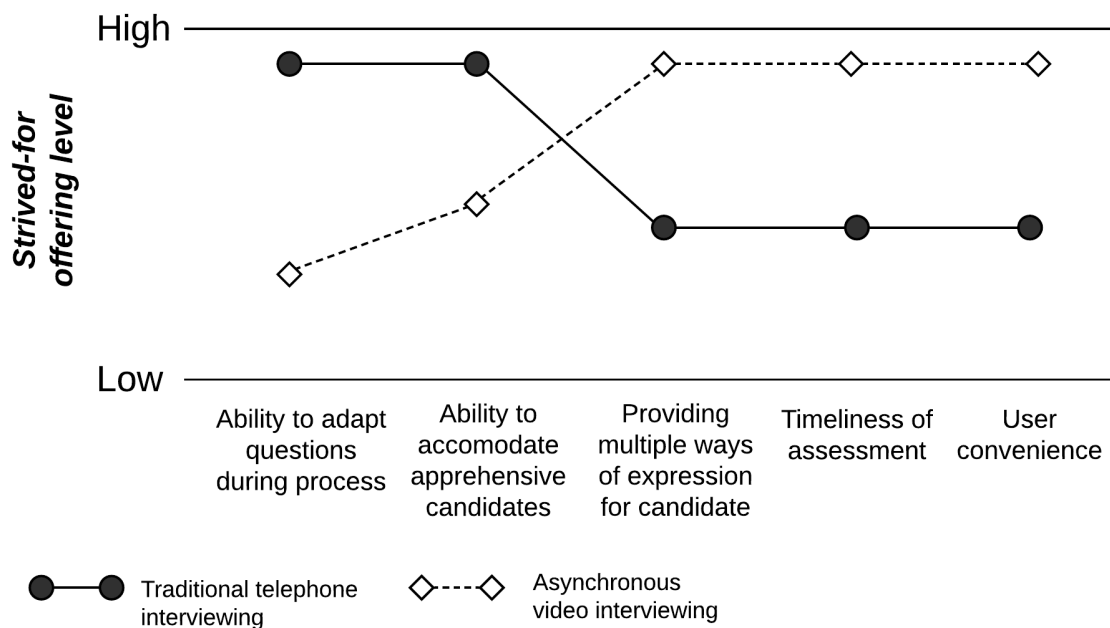 High
Strived-for
offering level
Low
Ability to adapt
questions
during process
Ability to
accomodate
apprehensive
candidates
Providing
multiple ways
of expression
for candidate
Timeliness of
assessment
User
convenience
Traditional telephone
interviewing
Asynchronous
video interviewing